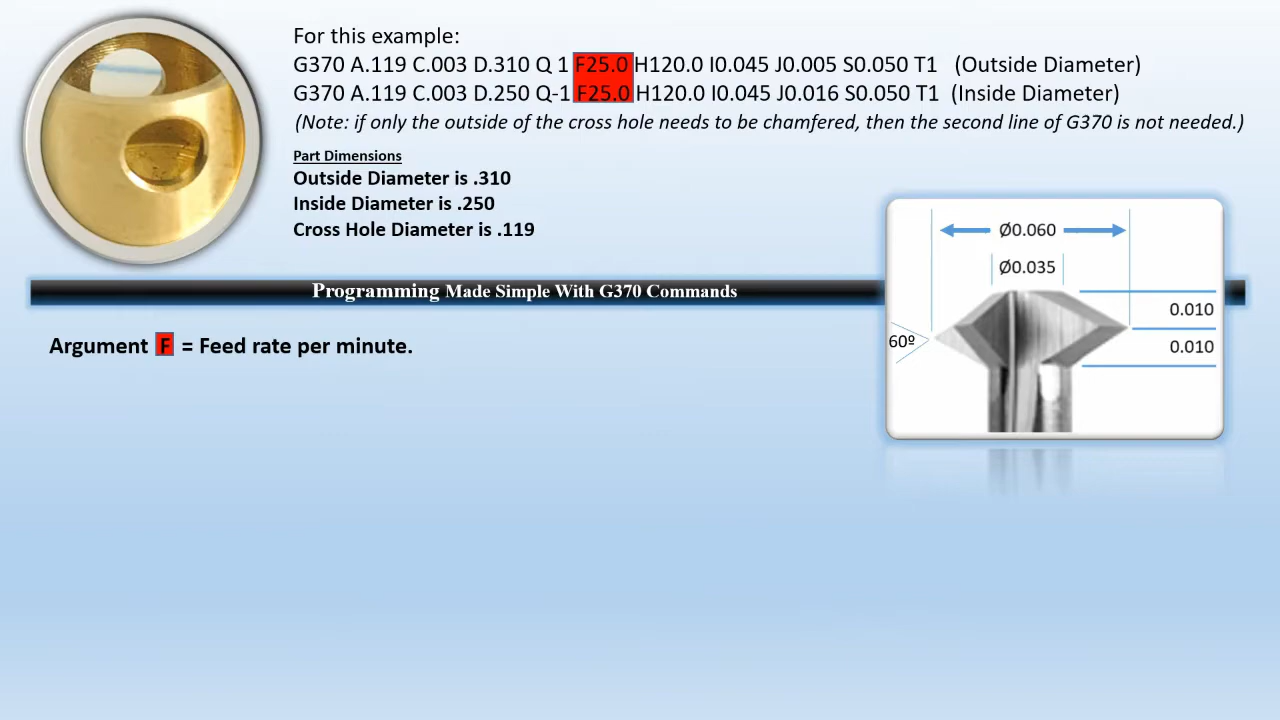 For this example:
G370 A.119 C.003 D.310 Q 1 F25.0 H120.0 I0.045 J0.005 S0.050 T1 (Outside Diameter)
G370 A.119 C.003 D.250 Q-1 F25.0 H120.0 I0.045 J0.016 S0.050 T1 (Inside Diameter)
(Note: if only the outside of the cross hole needs to be chamfered, then the second line of G370 is not needed.)
Part Dimensions
Outside Diameter is .310
Inside Diameter is .250
Cross Hole Diameter is .119
Ø0.060
Ø0.035
Programming Made Simple With G370 Commands
0.010
60º
0.010
Argument F = Feed rate per minute.